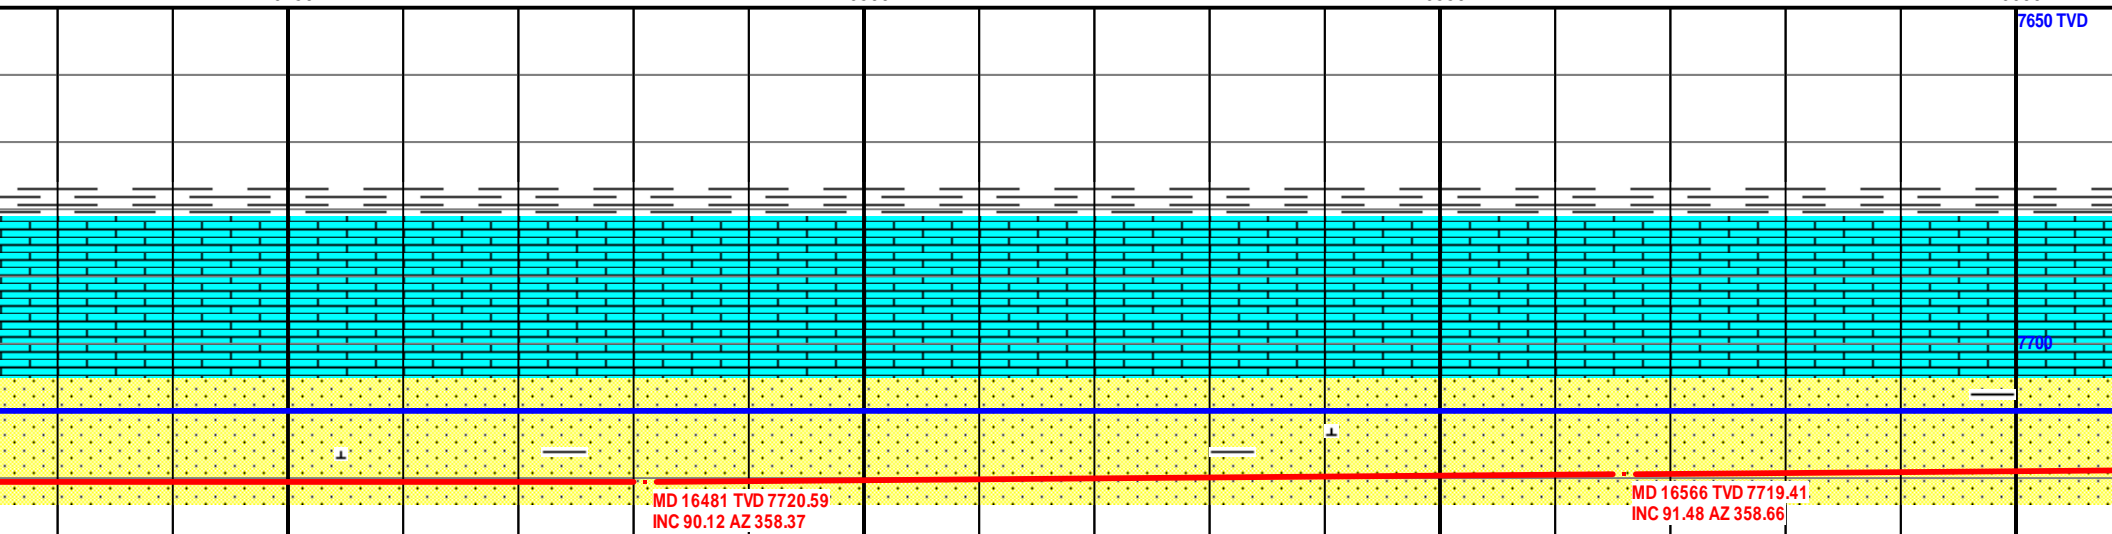 7650 TVD
7700
MD 16481 TVD 7720.59
INC 90.12 AZ 358.37
MD 16566 TVD 7719.41
INC 91.48 AZ 358.66